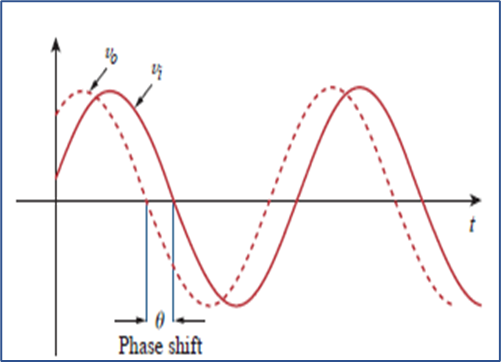 v₀
vᵢ
t
θ
Phase shift